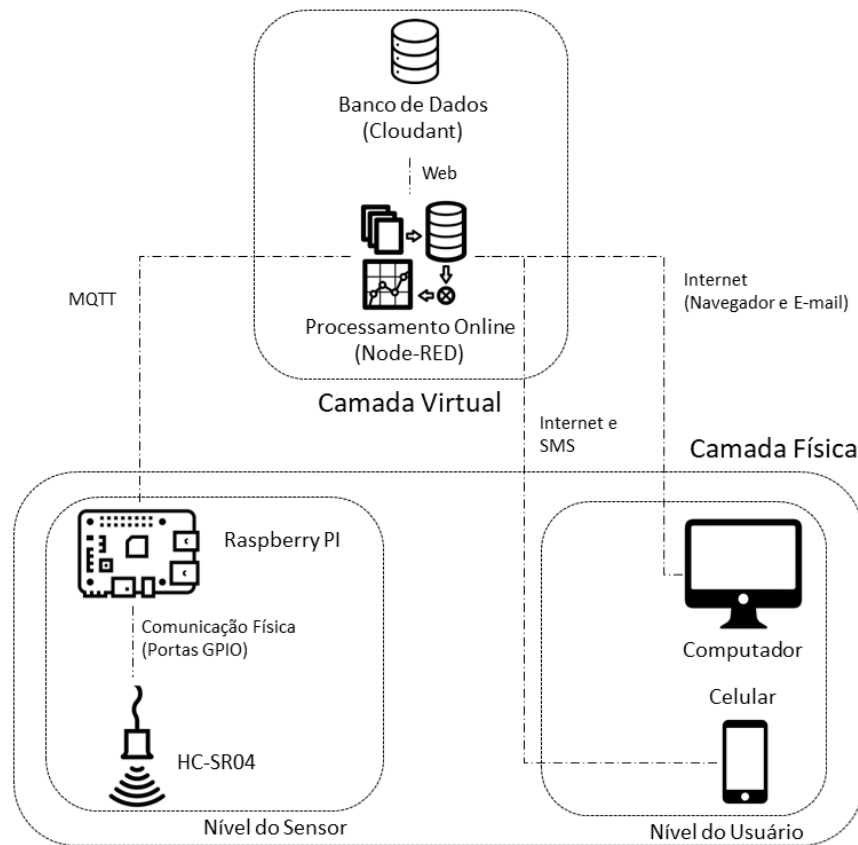 Banco de Dados
(Cloudant)
Web
MQTT
Internet
(Navegador e E-mail)
Processamento Online
(Node-RED)
Camada Virtual
Internet e
SMS
Camada Física
Raspberry PI
Comunicação Física
(Portas GPIO)
HC-SR04
Nível do Sensor
Computador
Celular
Nível do Usuário